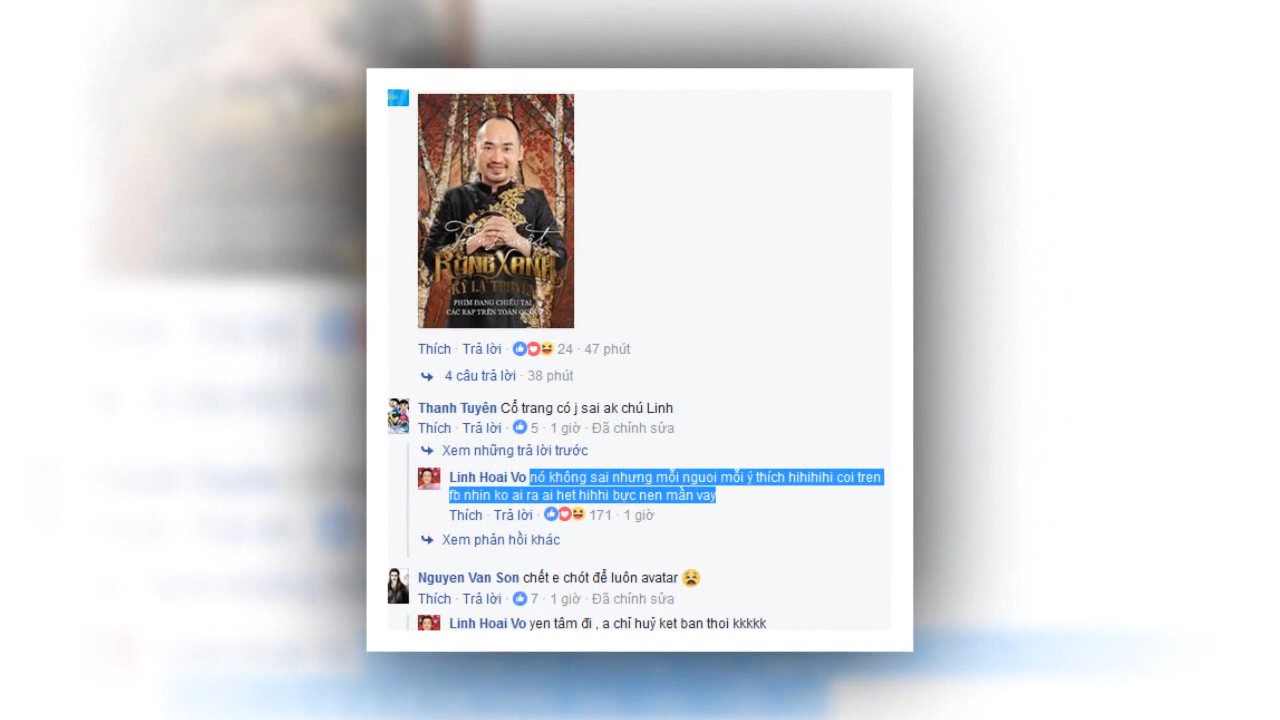 RỪNG XANH
KỲ LẠ TRUYỆN
PHIM ĐANG CHIẾU TẠI
CÁC RẠP TRÊN TOÀN QUỐC
Thích · Trả lời · 24 · 47 phút
4 câu trả lời · 38 phút
Thanh Tuyên Cổ trang có j sai ak chú Linh
Thích · Trả lời · 5 · 1 giờ · Đã chỉnh sửa
Xem những trả lời trước
Linh Hoai Vo nó không sai nhưng mỗi nguoi mỗi ý thích hihihihi coi tren
fb nhin ko ai ra ai het hihhi bực nen mằn vay
Thích · Trả lời · 171 · 1 giờ
Xem phản hồi khác
Nguyen Van Son chết e chót để luôn avatar
Thích · Trả lời · 7 · 1 giờ · Đã chỉnh sửa
Linh Hoai Vo yen tâm đi , a chỉ huỷ ket ban thoi kkkkk